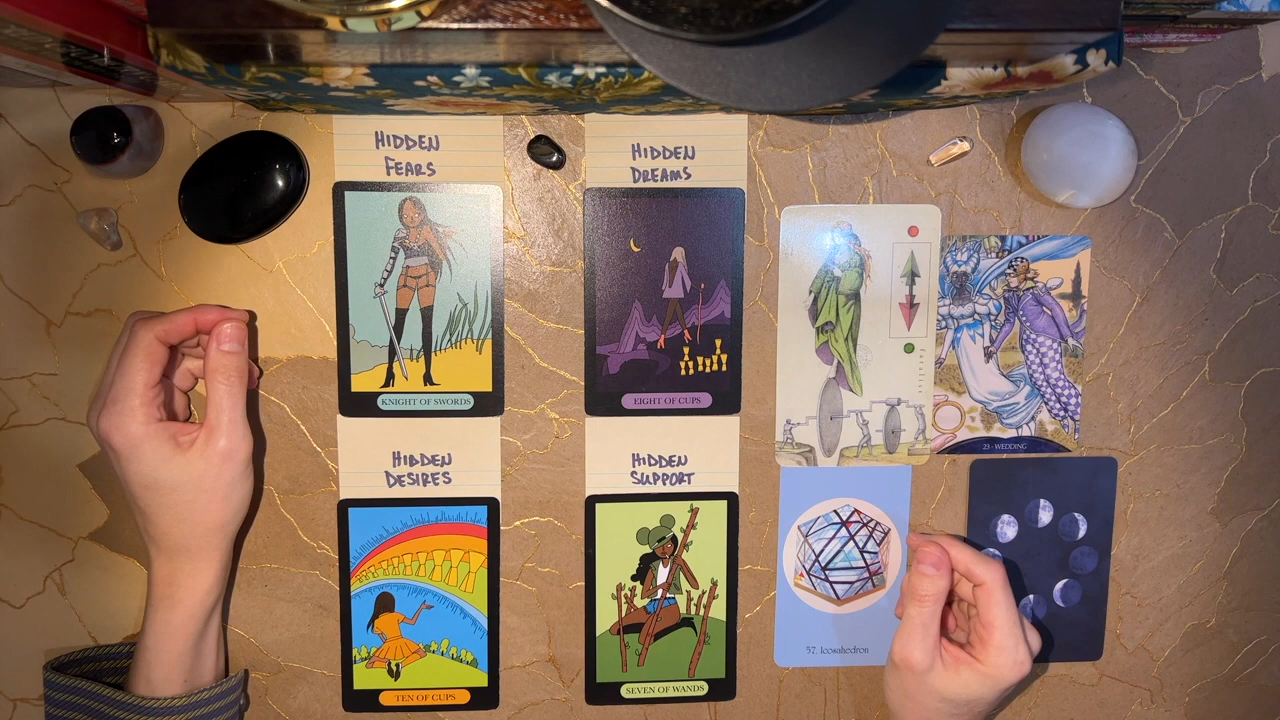 HIDDEN
FEARS
HIDDEN
DREAMS
KNIGHT OF SWORDS
EIGHT OF CUPS
23 - WEDDING
HIDDEN
DESIRES
HIDDEN
SUPPORT
TEN OF CUPS
SEVEN OF WANDS
57. Icosahedron